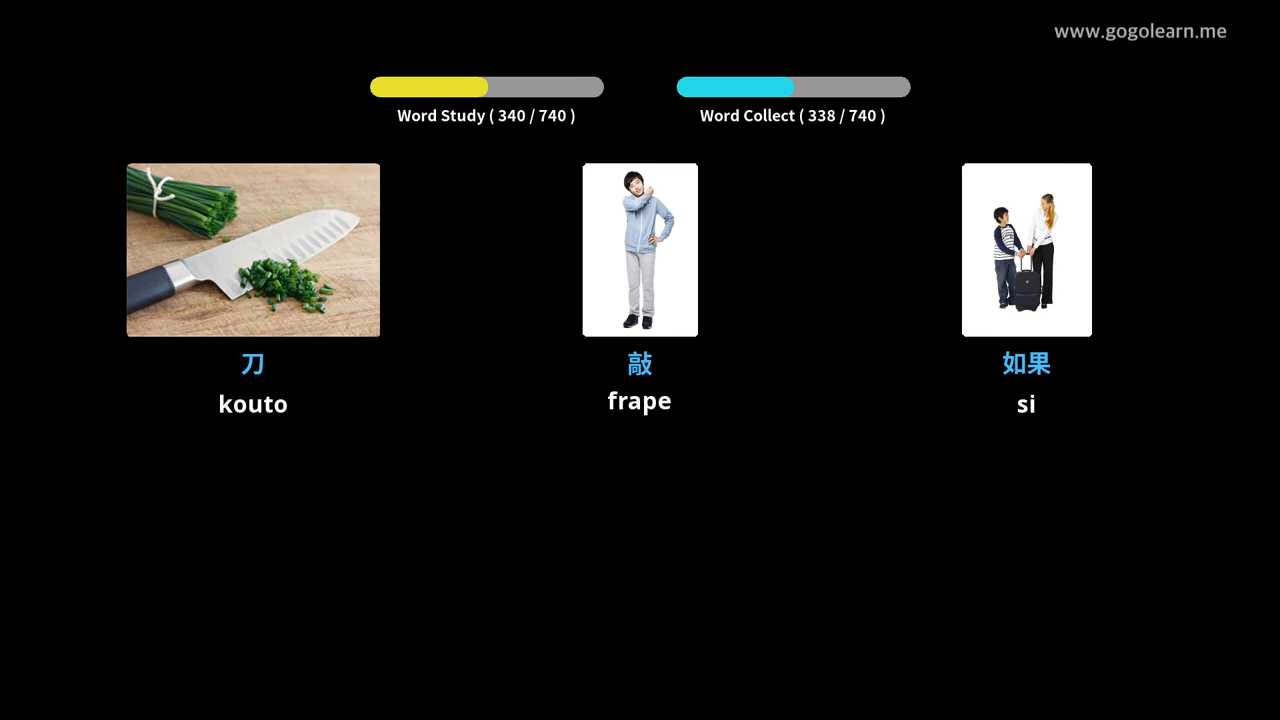 www.gogolearn.me
Word Study ( 340 / 740 )
Word Collect ( 338 / 740 )
刀
敲
如果
kouto
frape
si